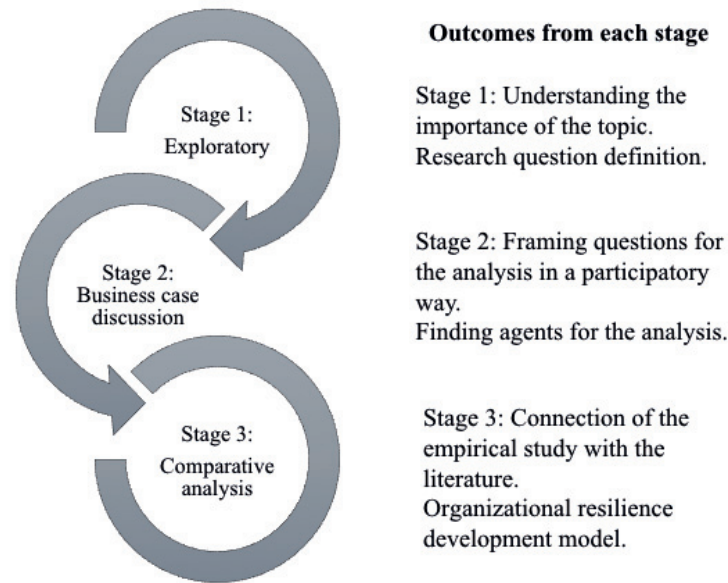 Outcomes from each stage
Stage 1:
Exploratory
Stage 1: Understanding the
importance of the topic.
Research question definition.
Stage 2:
Business case
discussion
Stage 2: Framing questions for
the analysis in a participatory
way.
Finding agents for the analysis.
Stage 3:
Comparative
analysis
Stage 3: Connection of the
empirical study with the
literature.
Organizational resilience
development model.